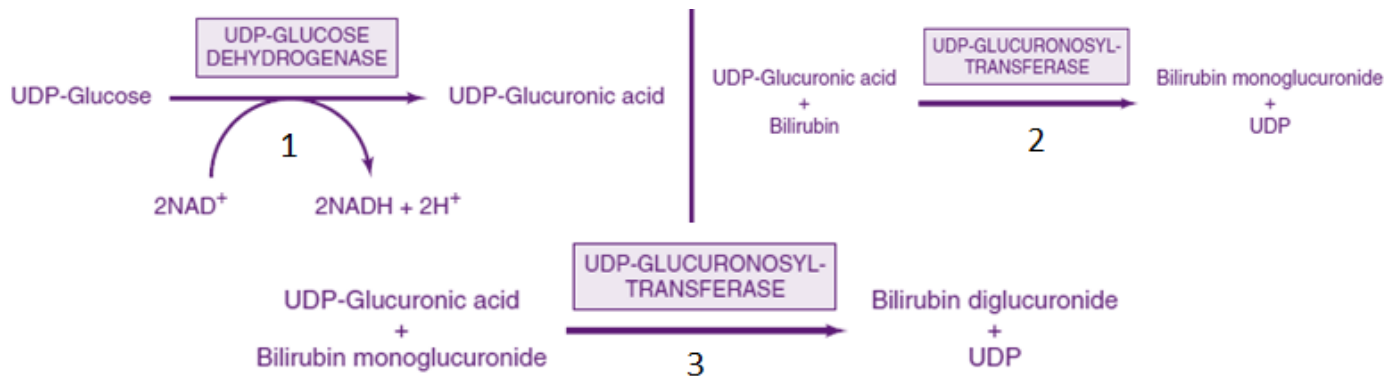 UDP-GLUCOSE
DEHYDROGENASE
UDP-Glucose
UDP-Glucuronic acid
1
2NAD+
2NADH + 2H+
UDP-GLUCURONOSYL-
TRANSFERASE
UDP-Glucuronic acid
+
Bilirubin
2
Bilirubin monoglucuronide
+
UDP
UDP-GLUCURONOSYL-
TRANSFERASE
UDP-Glucuronic acid
+
Bilirubin monoglucuronide
3
Bilirubin diglucuronide
+
UDP